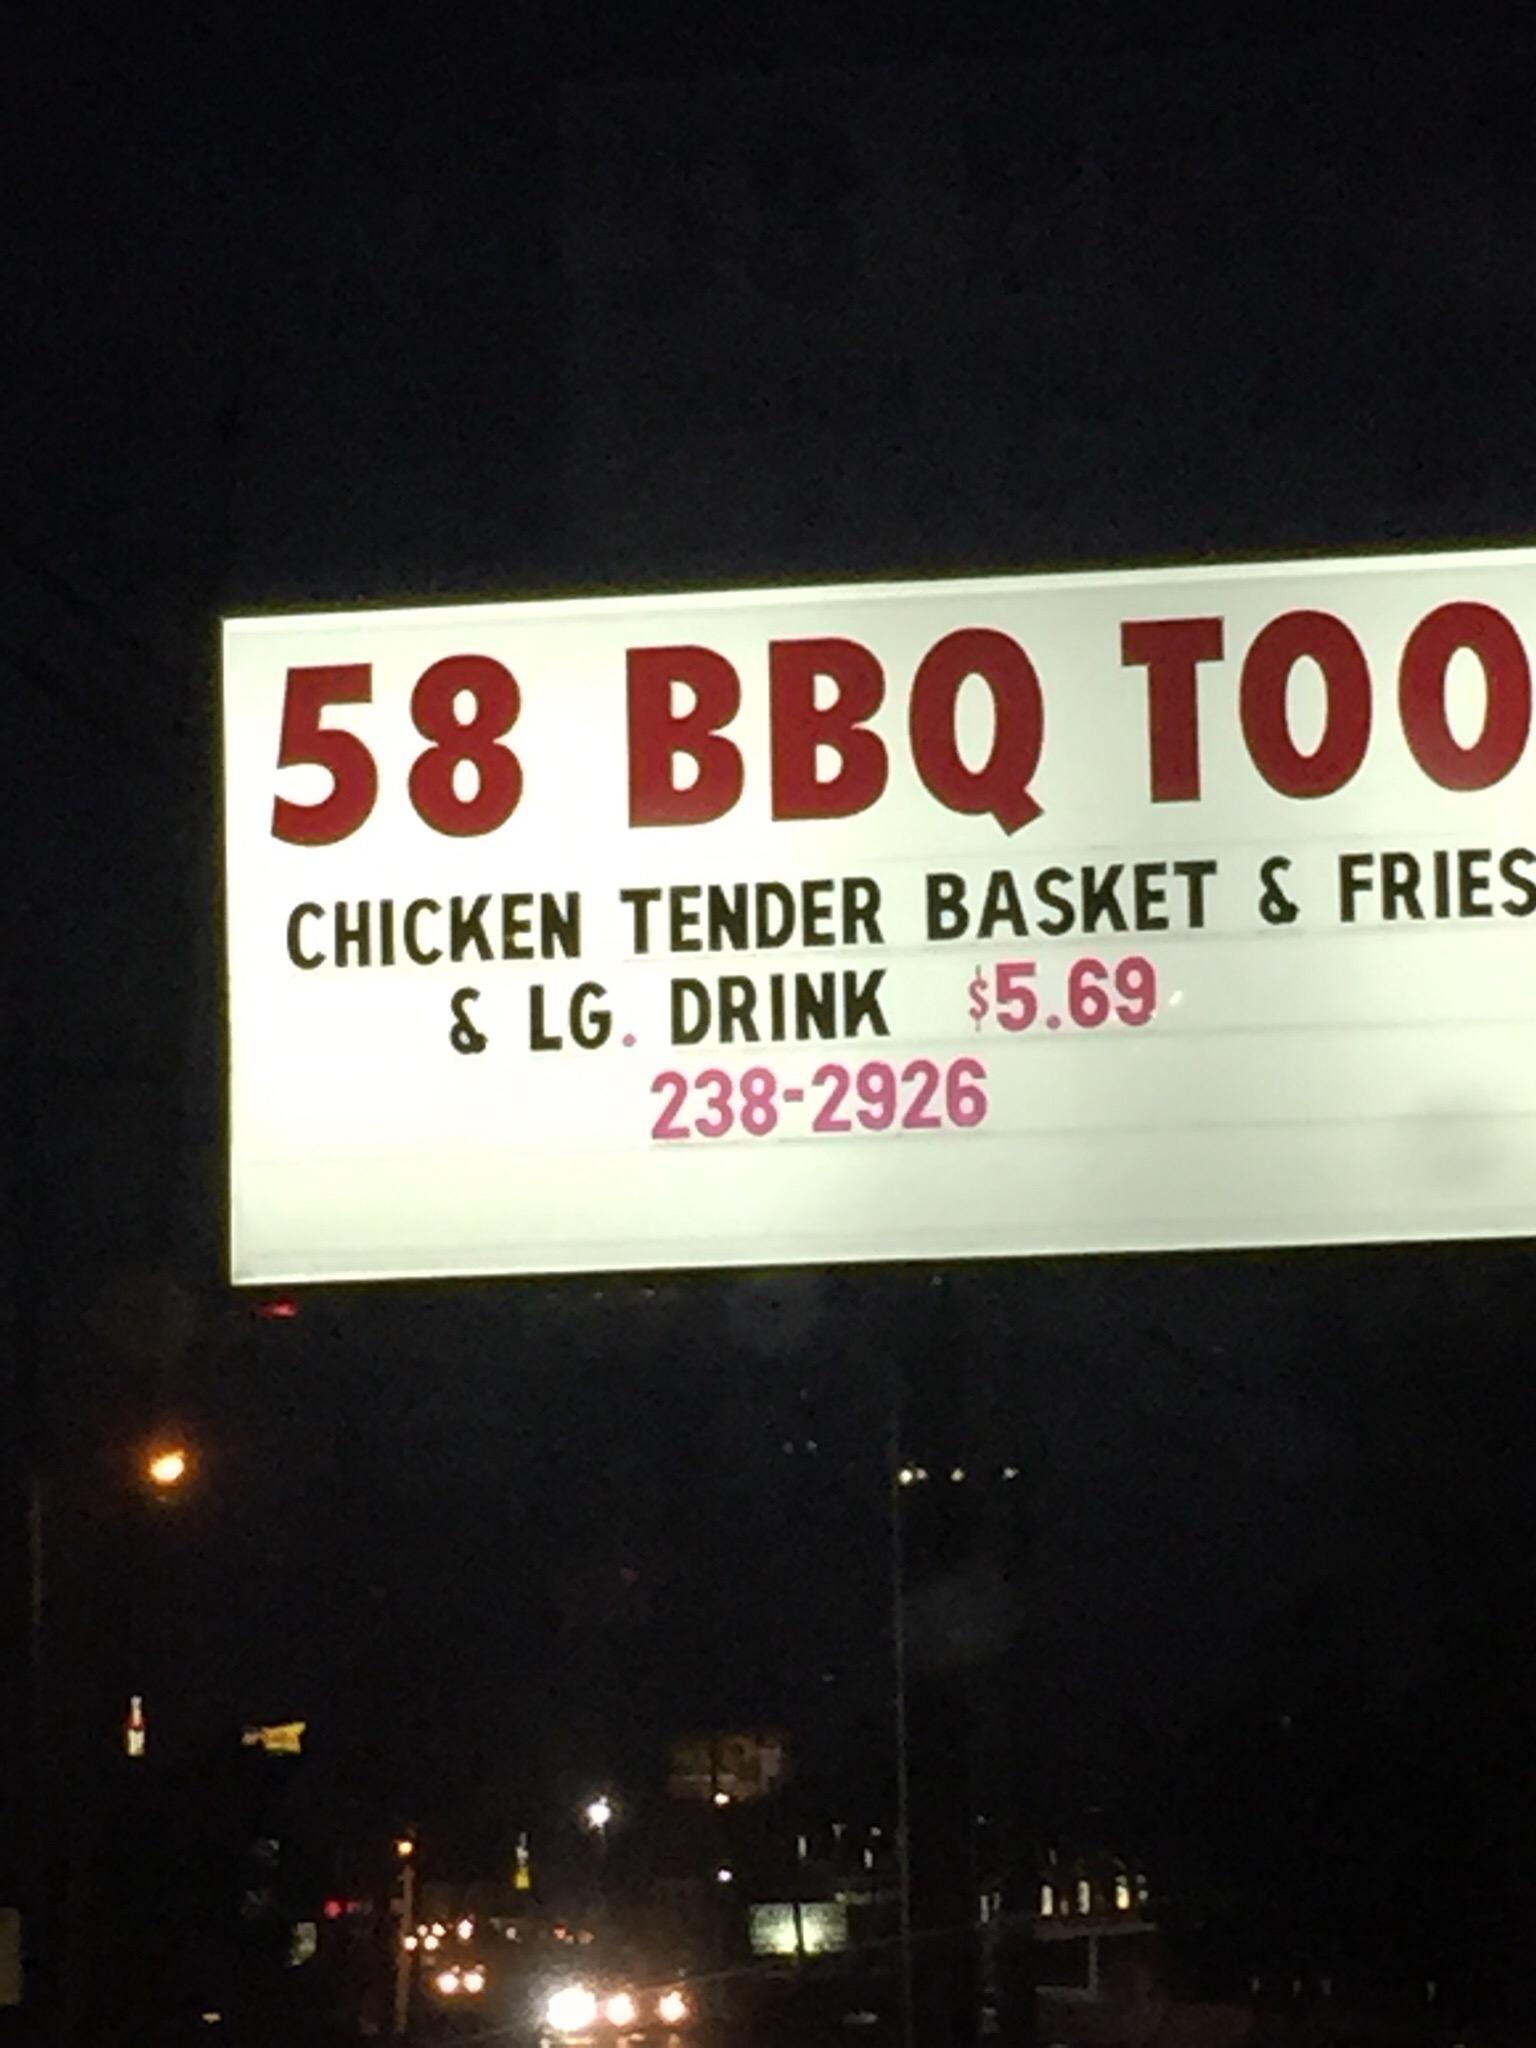 58 BBQ TOO
CHICKEN TENDER BASKET & FRIES
& LG. DRINK $5.69
238-2926